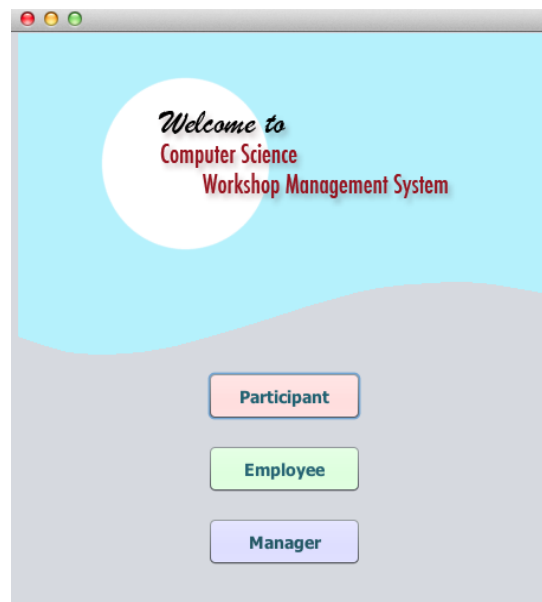 Welcome to
Computer Science
Workshop Management System
Participant
Employee
Manager